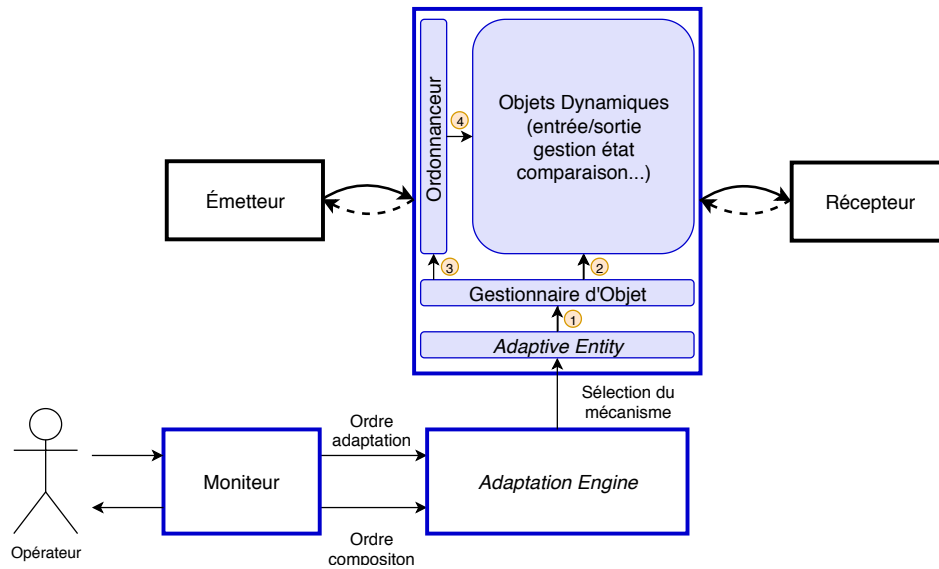 Ordonnanceur
Objets Dynamiques
(entrée/sortie
gestion état
comparaison...)
4
Émetteur
Récepteur
3
2
Gestionnaire d'Objet
1
Adaptive Entity
Sélection du
mécanisme
Ordre
adaptation
Moniteur
Adaptation Engine
Ordre
compositon
Opérateur